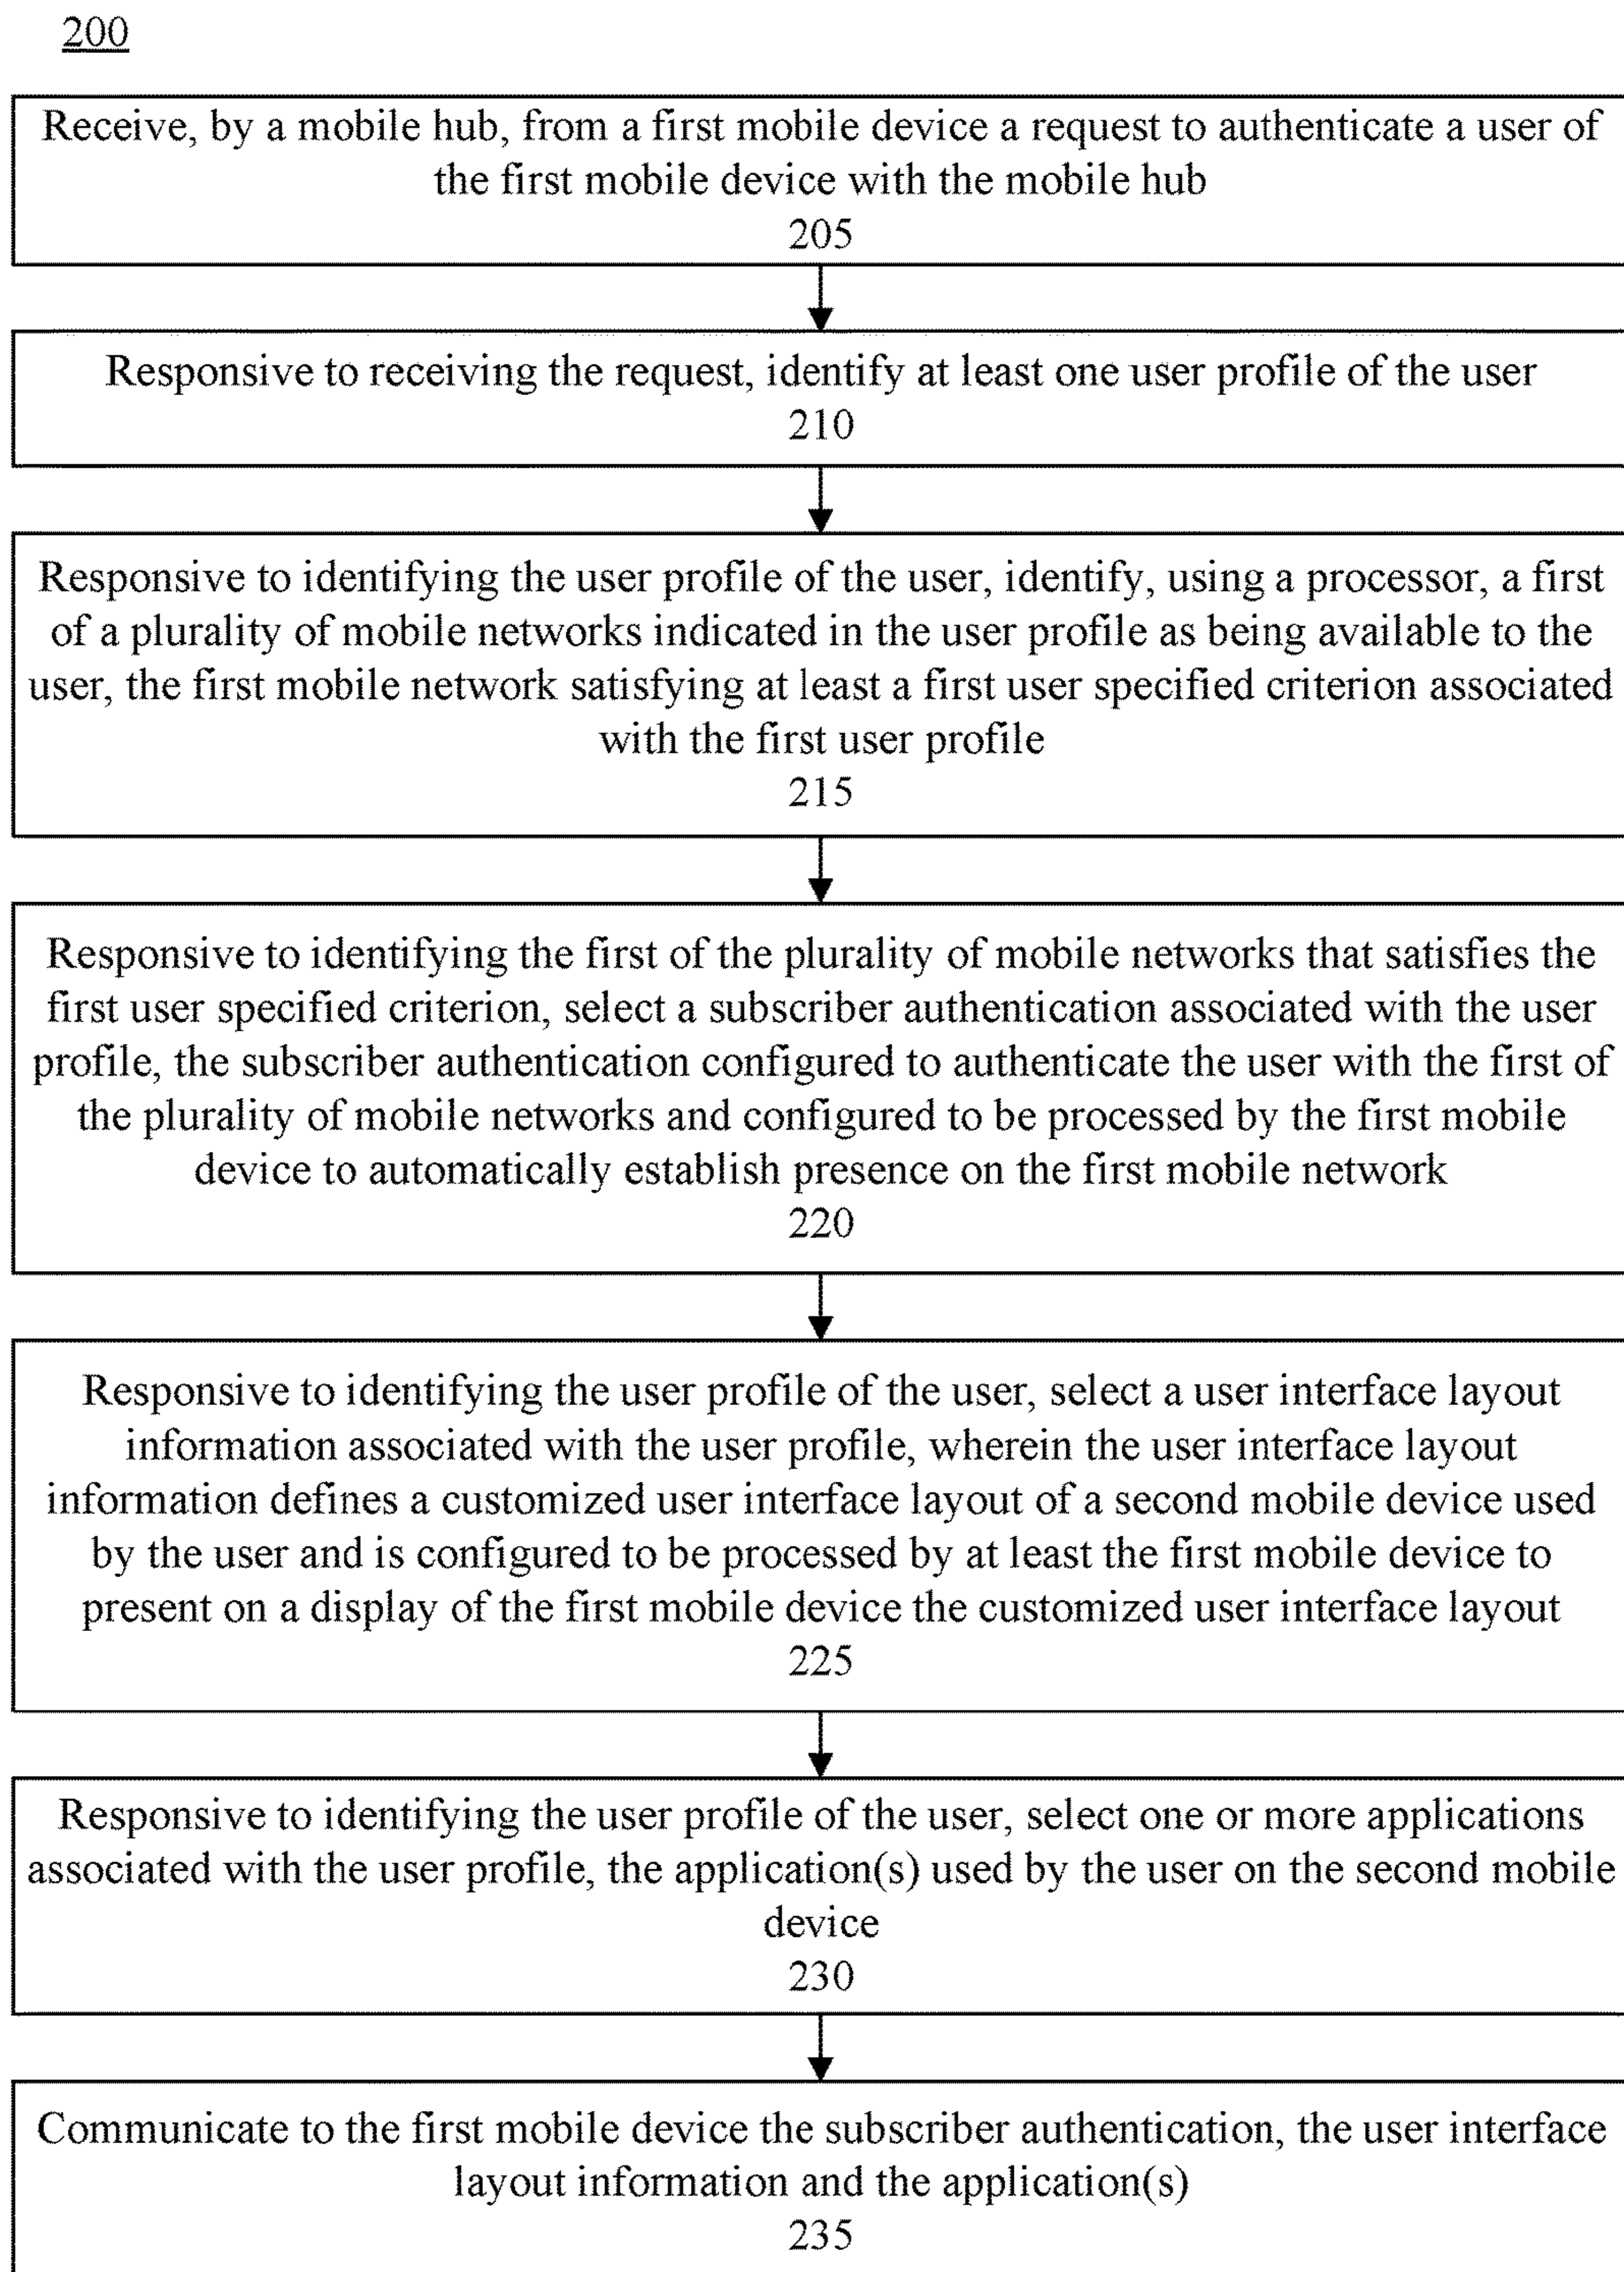 200
Receive, by a mobile hub, from a first mobile device a request to authenticate a user of
the first mobile device with the mobile hub
205
Responsive to receiving the request, identify at least one user profile of the user
210
Responsive to identifying the user profile of the user, identify, using a processor, a first
of a plurality of mobile networks indicated in the user profile as being available to the
user, the first mobile network satisfying at least a first user specified criterion associated
with the first user profile
215
Responsive to identifying the first of the plurality of mobile networks that satisfies the
first user specified criterion, select a subscriber authentication associated with the user
profile, the subscriber authentication configured to authenticate the user with the first of
the plurality of mobile networks and configured to be processed by the first mobile
device to automatically establish presence on the first mobile network
220
Responsive to identifying the user profile of the user, select a user interface layout
information associated with the user profile, wherein the user interface layout
information defines a customized user interface layout of a second mobile device used
by the user and is configured to be processed by at least the first mobile device to
present on a display of the first mobile device the customized user interface layout
225
Responsive to identifying the user profile of the user, select one or more applications
associated with the user profile, the application(s) used by the user on the second mobile
device
230
Communicate to the first mobile device the subscriber authentication, the user interface
layout information and the application(s)
235